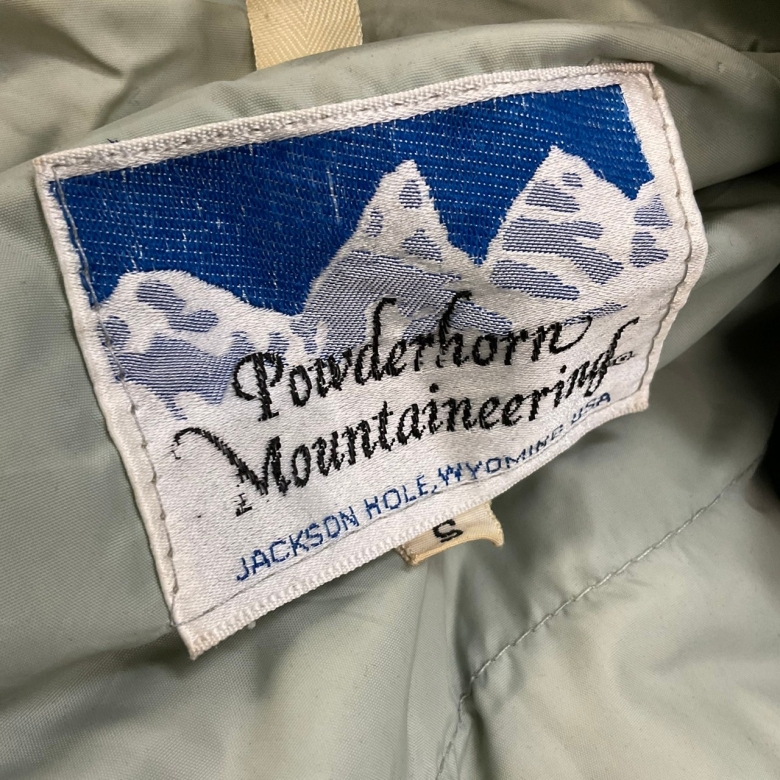 Powderhorn
Mountaineering®
JACKSON HOLE, WYOMING USA
S